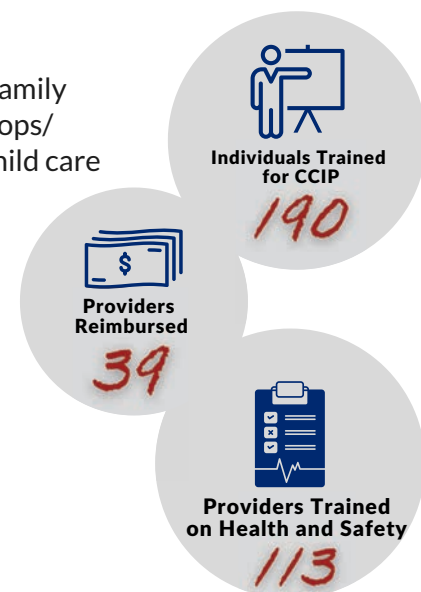 amily
ops/
hild care
Individuals Trained
for CCIP
190
$
Providers
Reimbursed
39
Providers Trained
on Health and Safety
113